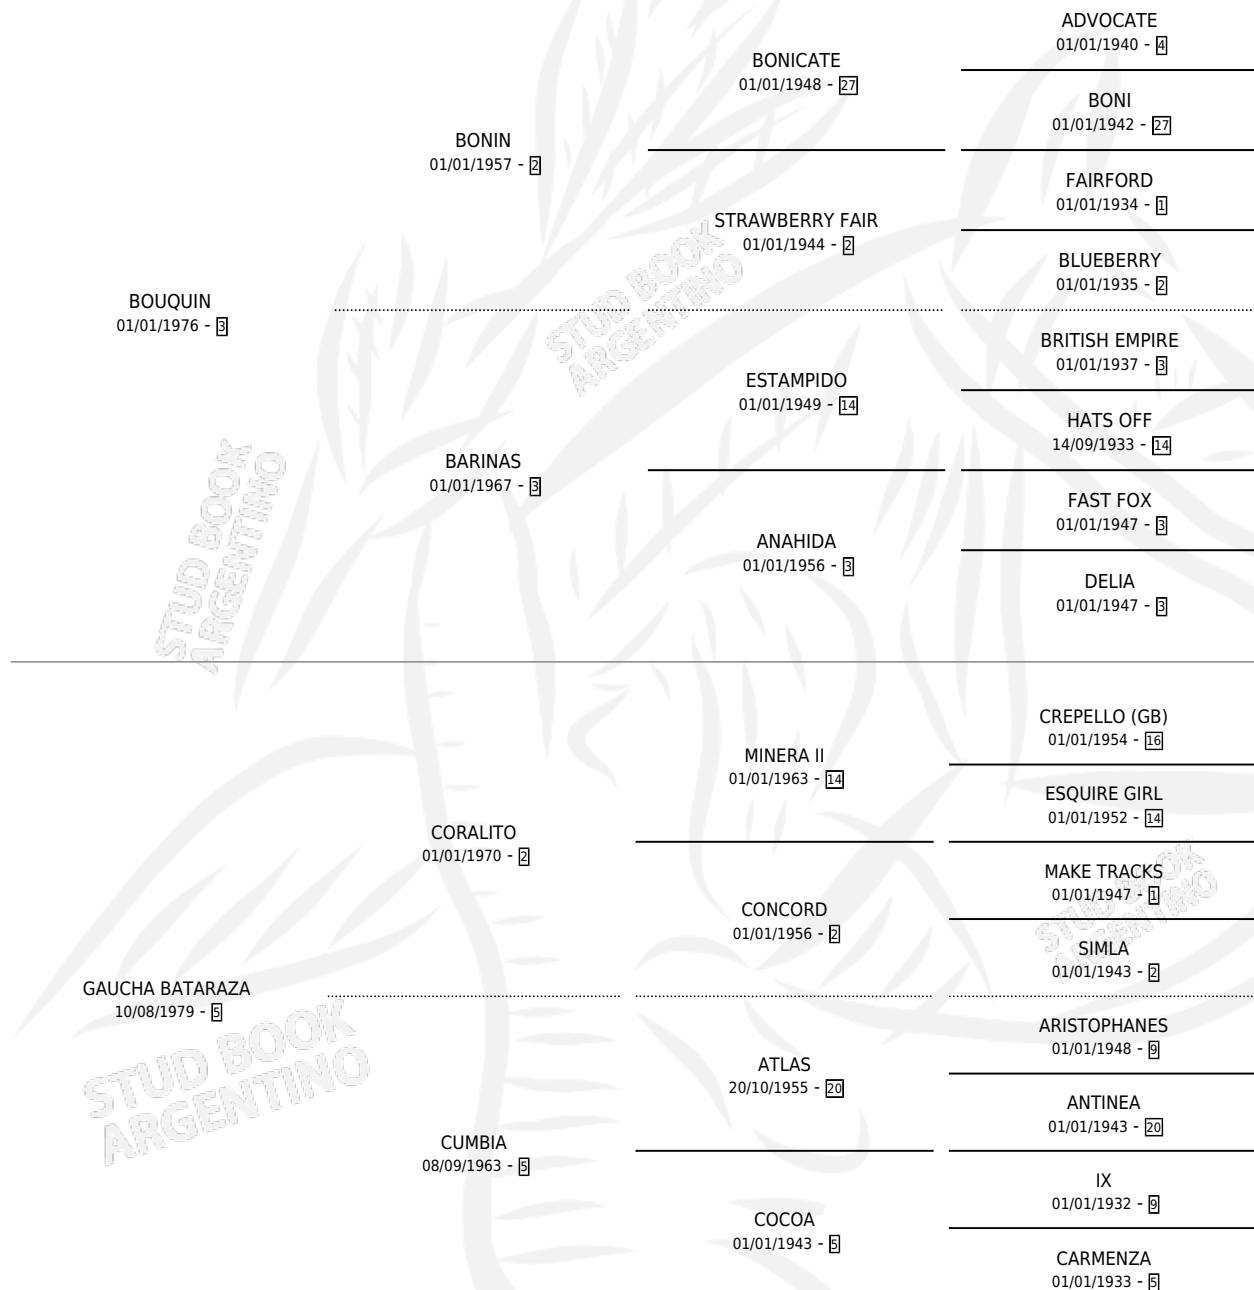 ADVOCATE
01/01/1940 - 4
BONICATE
01/01/1948 - 27
BONI
01/01/1942 - 27
BONIN
01/01/1957 - 2
FAIRFORD
01/01/1934 - 1
STRAWBERRY FAIR
01/01/1944 - 2
BLUEBERRY
01/01/1935 - 2
BOUQUIN
01/01/1976 - 3
BRITISH EMPIRE
01/01/1937 - 3
ESTAMPIDO
01/01/1949 - 14
HATS OFF
14/09/1933 - 14
BARINAS
01/01/1967 - 3
FAST FOX
01/01/1947 - 3
ANAHIDA
01/01/1956 - 3
DELIA
01/01/1947 - 3
CREPELLO (GB)
01/01/1954 - 16
MINERA II
01/01/1963 - 14
ESQUIRE GIRL
01/01/1952 - 14
CORALITO
01/01/1970 - 2
MAKE TRACKS
01/01/1947 - 1
CONCORD
01/01/1956 - 2
SIMLA
01/01/1943 - 2
GAUCHA BATARAZA
10/08/1979 - 5
ARISTOPHANES
01/01/1948 - 9
ATLAS
20/10/1955 - 20
ANTINEA
01/01/1943 - 20
CUMBIA
08/09/1963 - 5
IX
01/01/1932 - 9
COCOA
01/01/1943 - 5
CARMENZA
01/01/1933 - 5
STUD BOOK
ARGENTINO
STUD BOOK
ARGENTINO
STUD BOOK
ARGENTINO
STUD BOOK
ARGENTINO